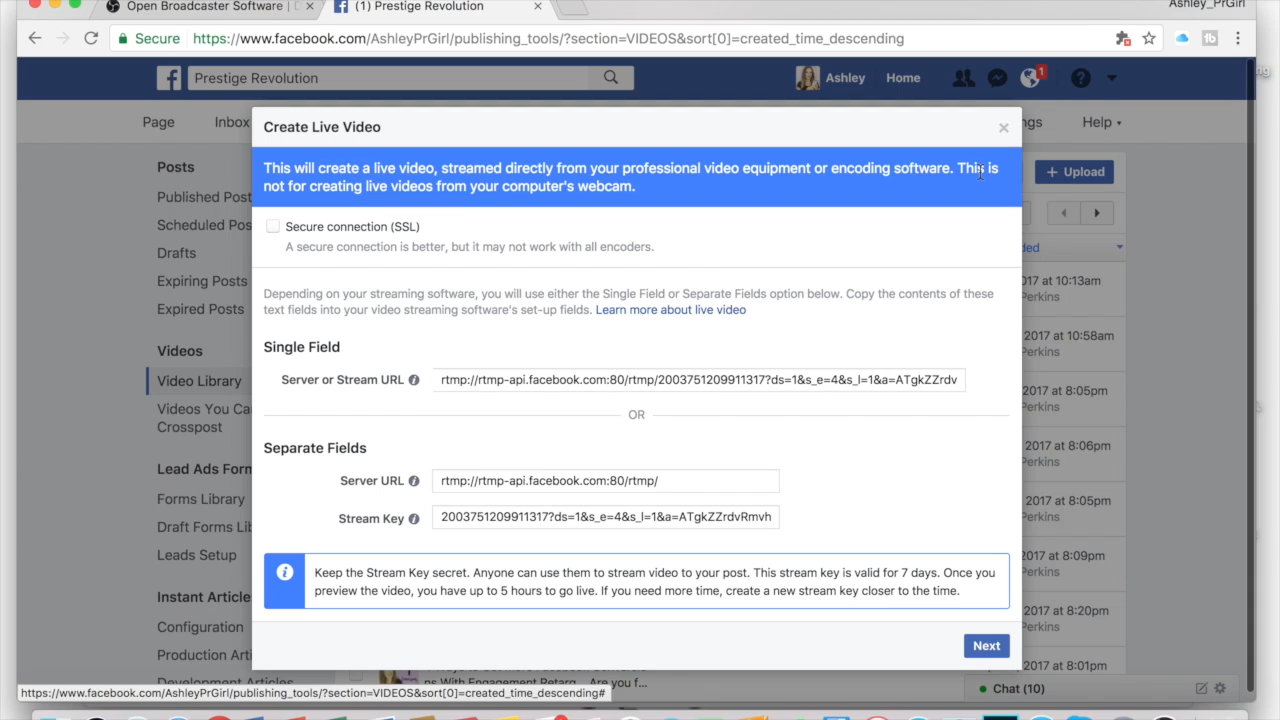 Open Broadcaster Software |
(1) Prestige Revolution
Ashley_PrGirl
Secure
https://www.facebook.com/AshleyPrGirl/publishing_tools/?section=VIDEOS&sort[0]=created_time_descending
Prestige Revolution
Ashley
Home
1
Page
Inbox
ngs
Help
Create Live Video
This will create a live video, streamed directly from your professional video equipment or encoding software. This is
not for creating live videos from your computer's webcam.
Secure connection (SSL)
A secure connection is better, but it may not work with all encoders.
Depending on your streaming software, you will use either the Single Field or Separate Fields option below. Copy the contents of these
text fields into your video streaming software's set-up fields. Learn more about live video
Single Field
Server or Stream URL
rtmp://rtmp-api.facebook.com:80/rtmp/2003751209911317?ds=1&s_e=4&s_l=1&a=ATgkZZrdv
OR
Separate Fields
Server URL
rtmp://rtmp-api.facebook.com:80/rtmp/
Stream Key
2003751209911317?ds=1&s_e=4&s_l=1&a=ATgkZZrdvRmvh
Keep the Stream Key secret. Anyone can use them to stream video to your post. This stream key is valid for 7 days. Once you
preview the video, you have up to 5 hours to go live. If you need more time, create a new stream key closer to the time.
Next
Posts
Published Post
Scheduled Pos
Drafts
Expiring Posts
Expired Posts
Videos
Video Library
Videos You Ca
Crosspost
Lead Ads Form
Forms Library
Draft Forms Lib
Leads Setup
Instant Article
Configuration
Production Arti
Development Articles
+ Upload
ded
017 at 10:13am
Perkins
2017 at 10:58am
Perkins
2017 at 8:05pm
Perkins
2017 at 8:06pm
Perkins
2017 at 8:05pm
Perkins
2017 at 8:09pm
Perkins
2017 at 8:20pm
Perkins
2017 at 8:01pm
ns With Engagement Retarg... Are you f...
Chat (10)
https://www.facebook.com/AshleyPrGirl/publishing_tools/?section=VIDEOS&sort[0]=created_time_descending#